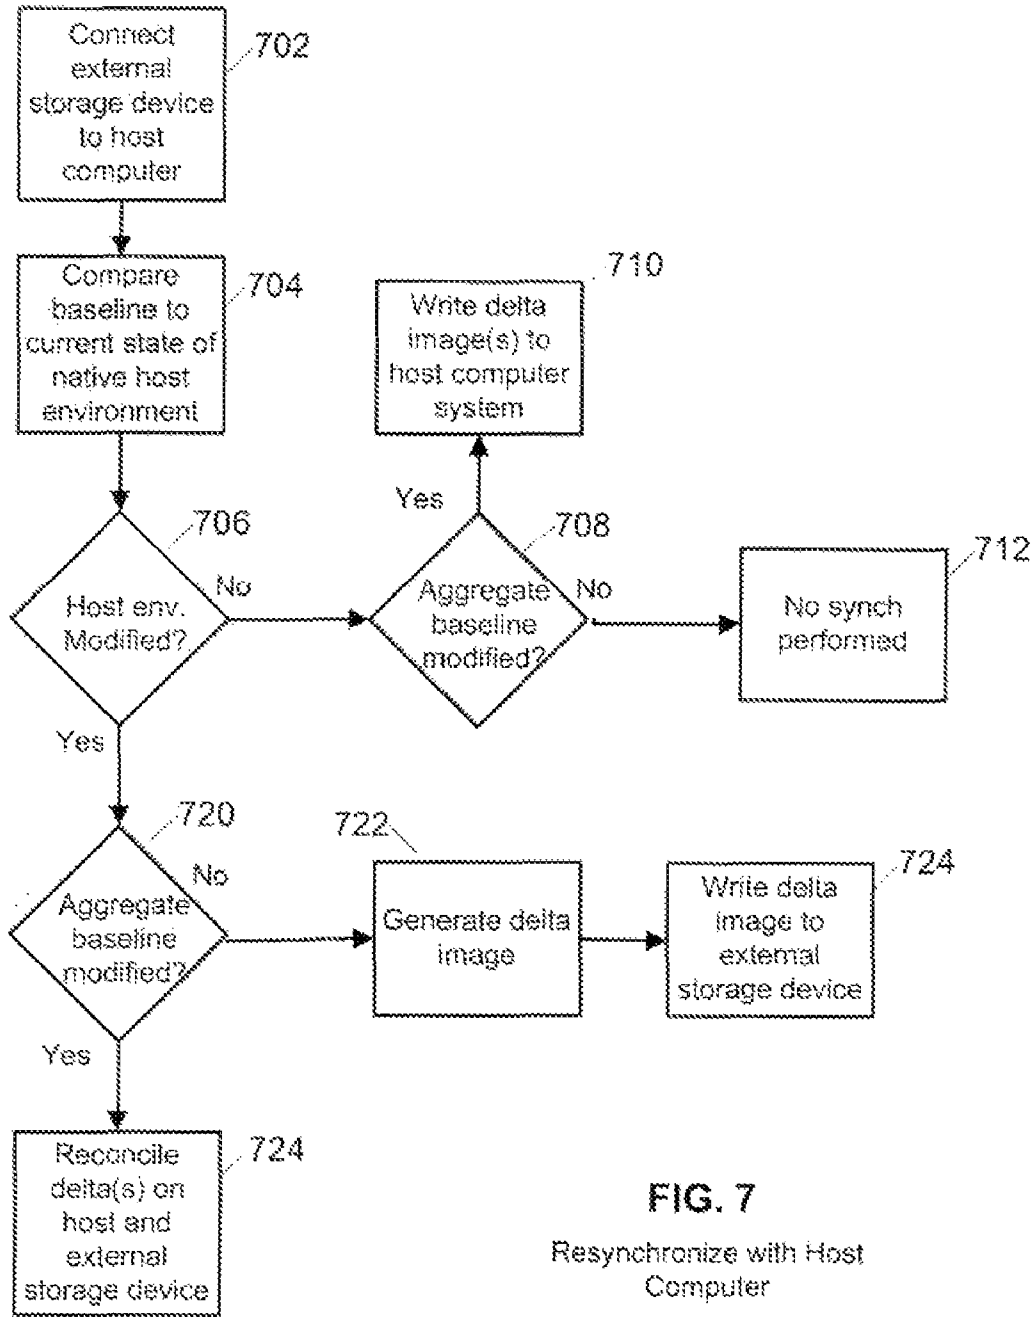 Connect
external
storage device
to host
computer
702
Compare
baseline to
current state of
native host
environment
704
Write delta
image(s) to
host computer
system
710
Host env.
Modified?
706
No
Yes
Aggregate
baseline
modified?
708
Yes
No
No synch
performed
712
Yes
Aggregate
baseline
modified?
720
No
Generate delta
image
722
Write delta
image to
external
storage device
724
Yes
Reconcile
delta(s) on
host and
external
storage device
724
FIG. 7
Resynchronize with Host
Computer